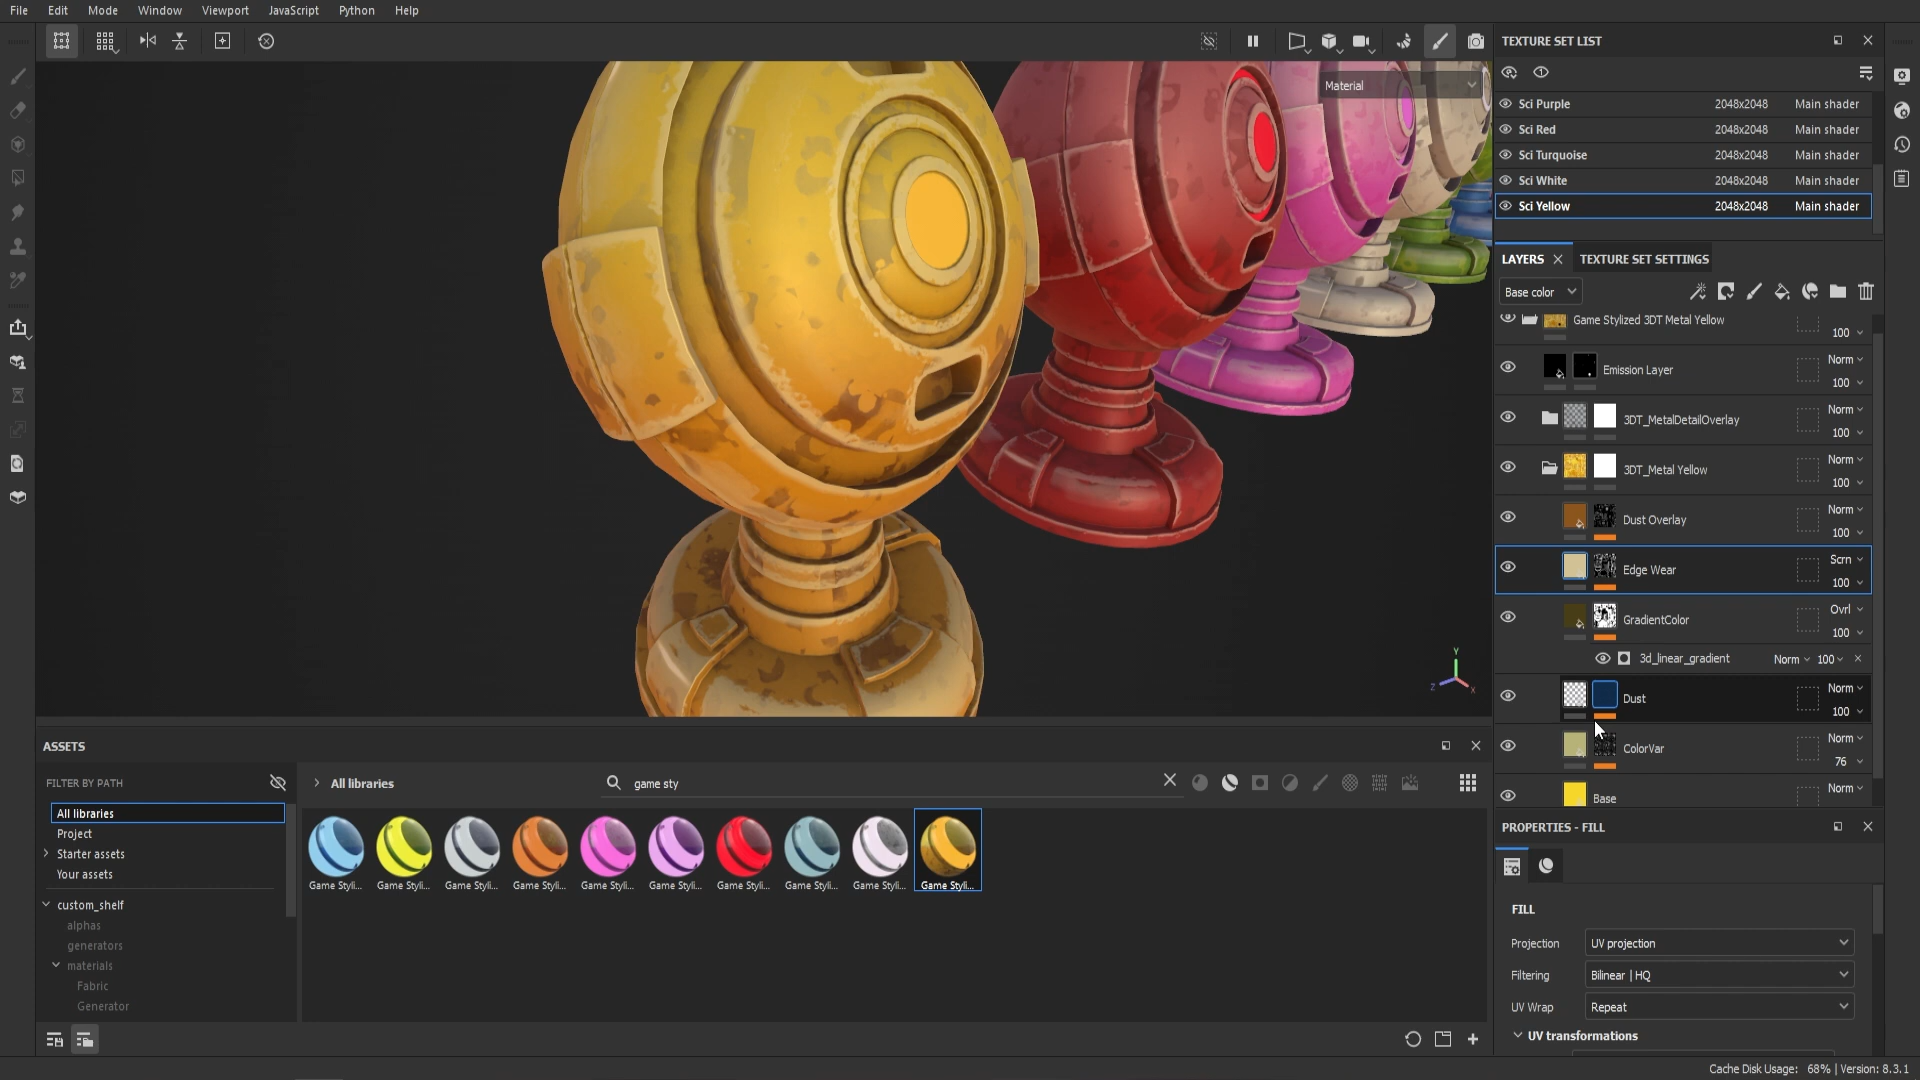 File Edit Mode Window Viewport JavaScript Python Help
Material
Y
Z X
TEXTURE SET LIST
Sci Purple 2048x2048 Main shader
Sci Red 2048x2048 Main shader
Sci Turquoise 2048x2048 Main shader
Sci White 2048x2048 Main shader
Sci Yellow 2048x2048 Main shader
LAYERS TEXTURE SET SETTINGS
Base color
Game Stylized 3DT Metal Yellow
100
Norm
Emission Layer
100
Norm
3DT_MetalDetailOverlay
100
Norm
3DT_Metal Yellow
100
Norm
Dust Overlay
100
Scrn
Edge Wear
100
Ovrl
GradientColor
100
3d_linear_gradient Norm 100
Norm
Dust
100
Norm
ColorVar
76
Norm
Base
PROPERTIES - FILL
FILL
Projection UV projection
Filtering Bilinear | HQ
UV Wrap Repeat
UV transformations
ASSETS
FILTER BY PATH
All libraries
Project
Starter assets
Your assets
custom_shelf
alphas
generators
materials
Fabric
Generator
All libraries game sty
Game Styli... Game Styli... Game Styli... Game Styli... Game Styli... Game Styli... Game Styli... Game Styli... Game Styli... Game Styli...
Cache Disk Usage: 68% | Version: 8.3.1